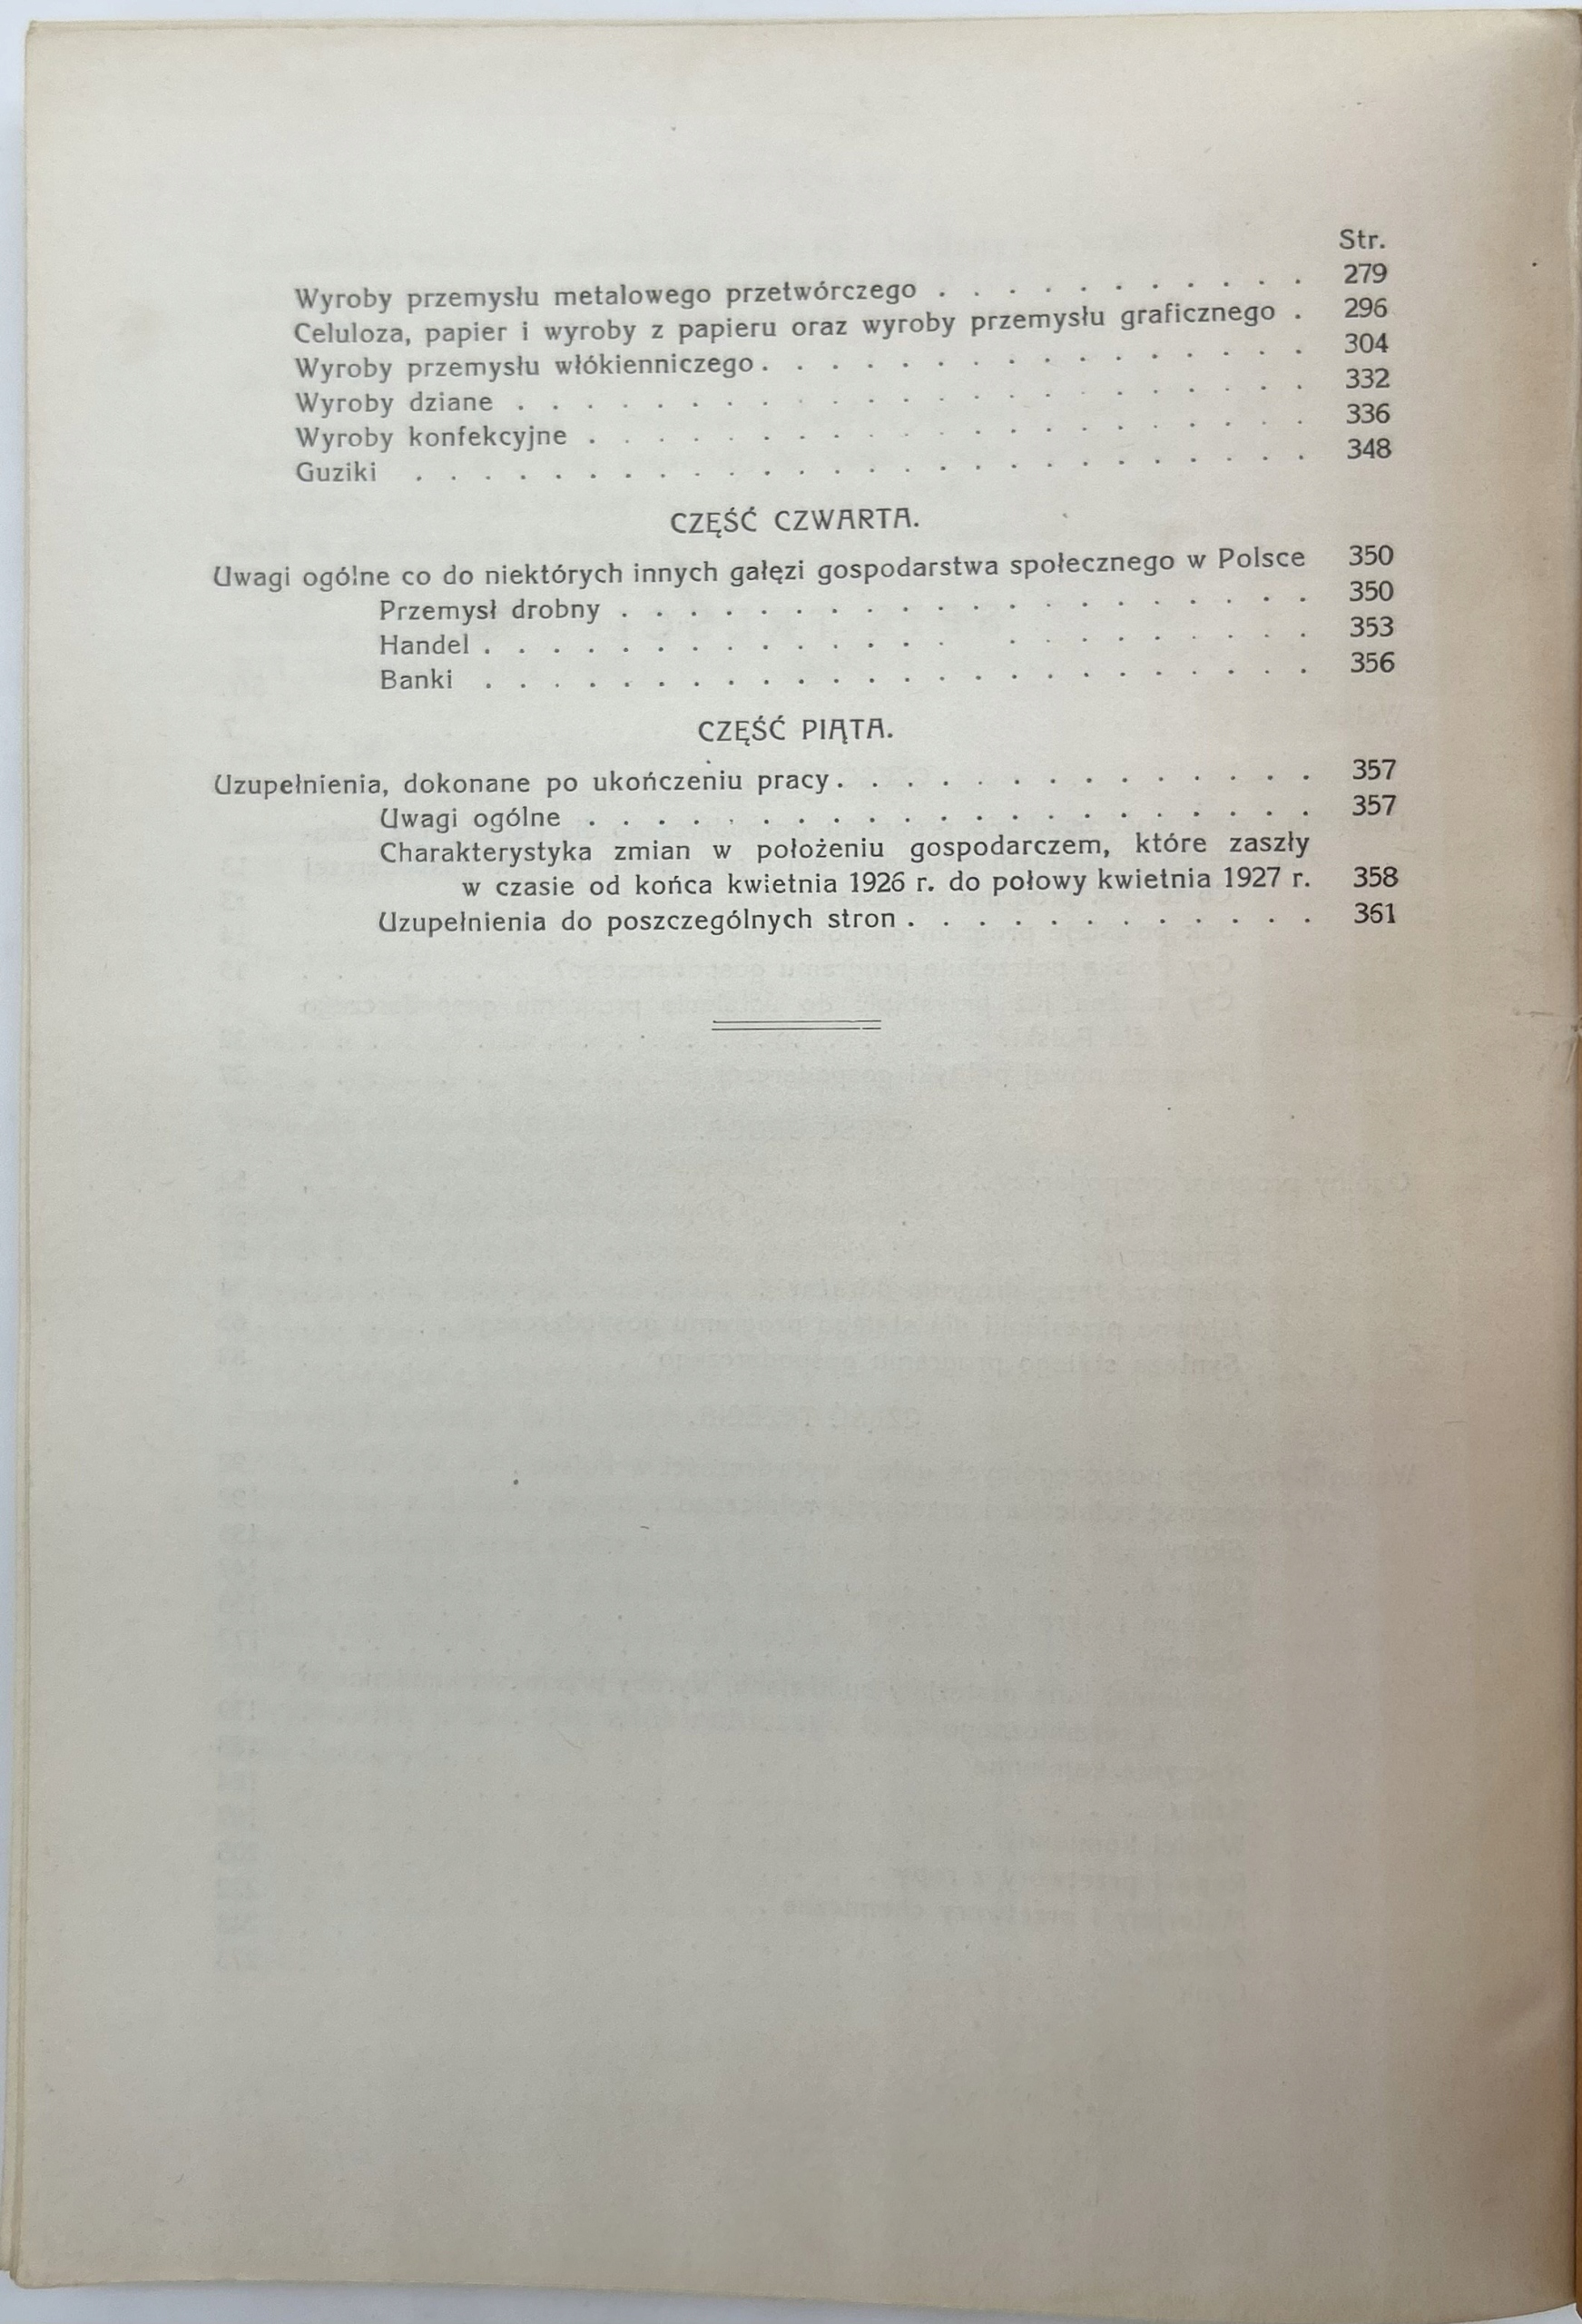 Str.
Wyroby przemysłu metalowego przetwórczego . . . . . . . . . . . 279
Celuloza, papier i wyroby z papieru oraz wyroby przemysłu graficznego . 296
Wyroby przemysłu włókienniczego . . . . . . . . . . . . . . . . 304
Wyroby dziane . . . . . . . . . . . . . . . . . . . . . . . 332
Wyroby konfekcyjne . . . . . . . . . . . . . . . . . . . . . 336
Guziki . . . . . . . . . . . . . . . . . . . . . . . . . . 348
CZĘŚĆ CZWARTA.
Uwagi ogólne co do niektórych innych gałęzi gospodarstwa społecznego w Polsce 350
Przemysł drobny . . . . . . . . . . . . . . . . . . . . 350
Handel . . . . . . . . . . . . . . . . . . . . . . . 353
Banki . . . . . . . . . . . . . . . . . . . . . . . . 356
CZĘŚĆ PIĄTA.
Uzupełnienia, dokonane po ukończeniu pracy . . . . . . . . . . . . . . 357
Uwagi ogólne . . . . . . . . . . . . . . . . . . . . . 357
Charakterystyka zmian w położeniu gospodarczem, które zaszły
w czasie od końca kwietnia 1926 r. do połowy kwietnia 1927 r. 358
Uzupełnienia do poszczególnych stron . . . . . . . . . . . . 361